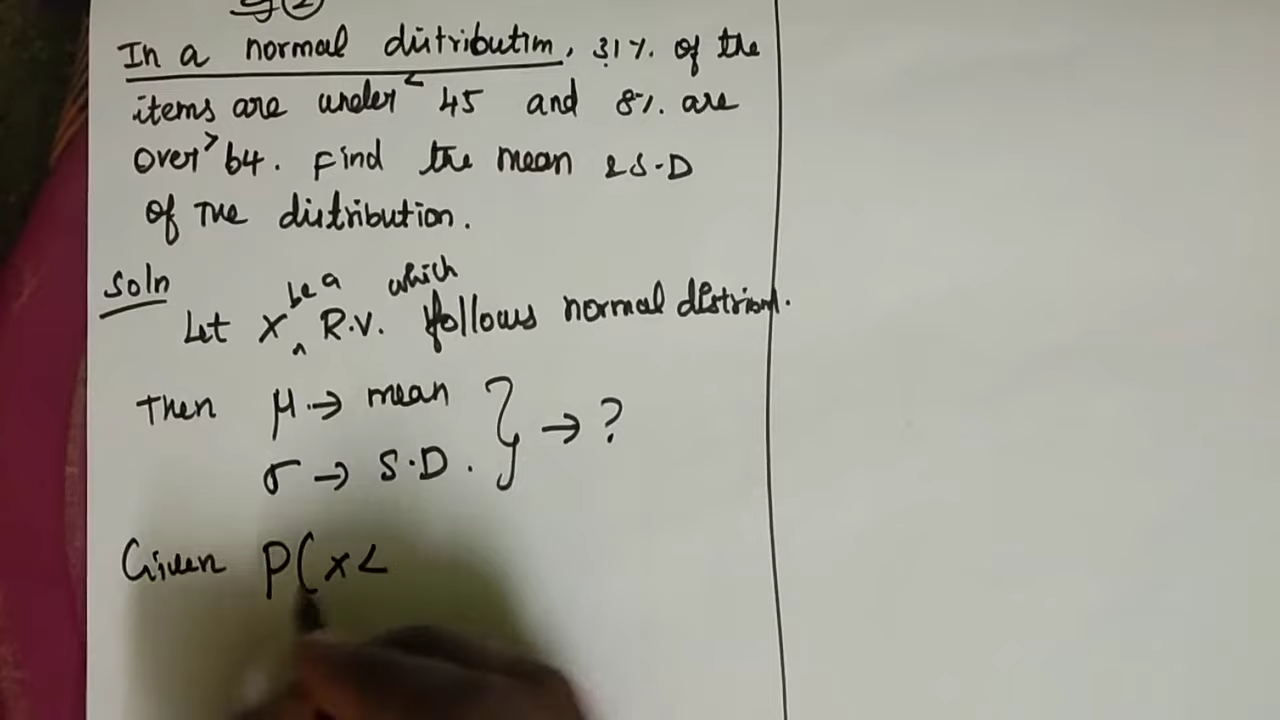 In a normal distribution, 31%. of the
items are under < 45 and 8%. are
over > 64. Find the mean & S.D
of the distribution.
Soln
Let X be a R.V. which follows normal distrion.
Then μ → mean
σ → S.D. } → ?
Given P(x<